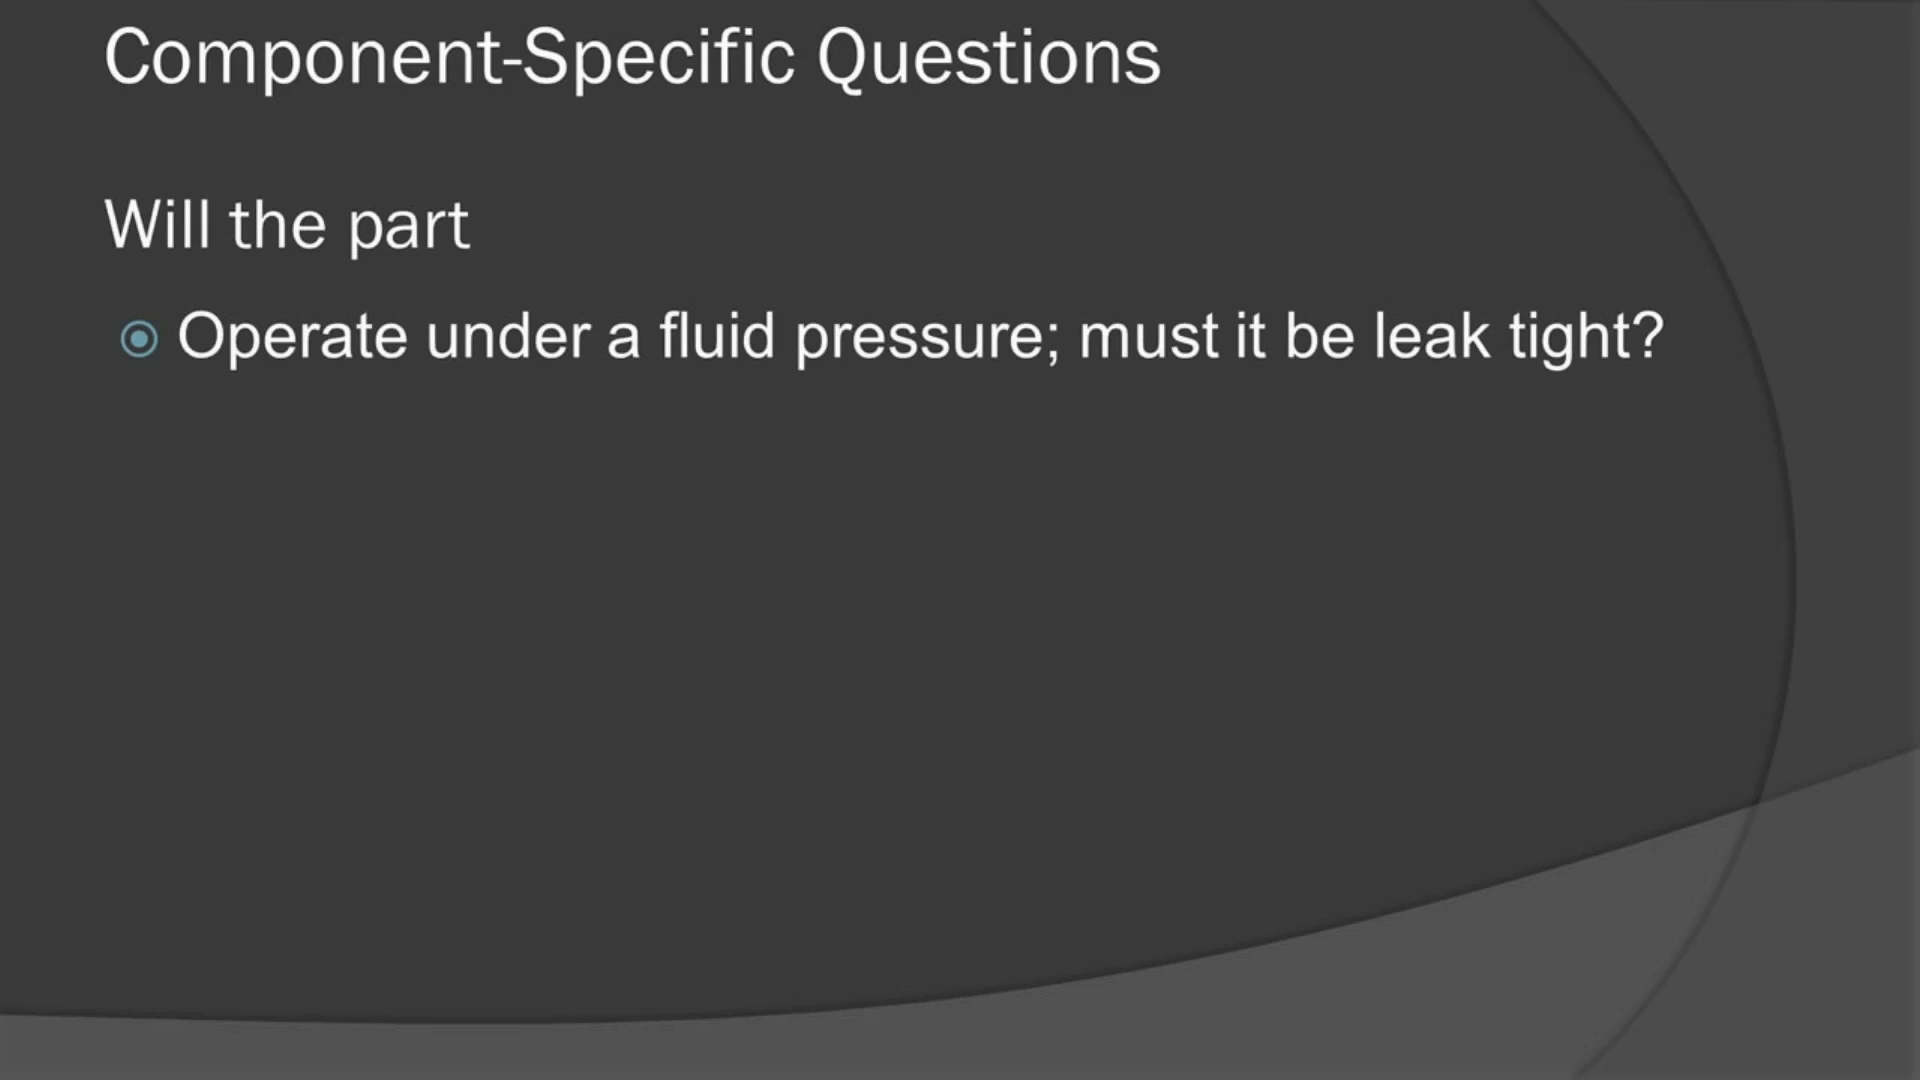 Component-Specific Questions
Will the part
Operate under a fluid pressure; must it be leak tight?